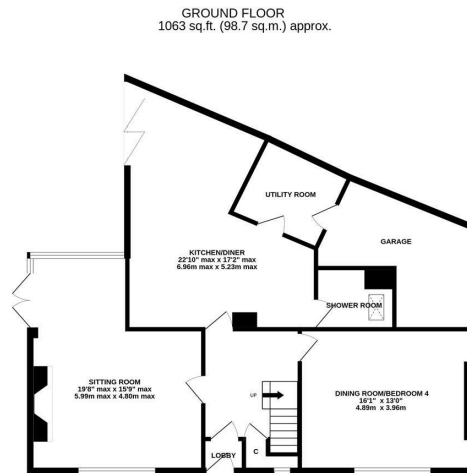 GROUND FLOOR
1063 sq.ft. (98.7 sq.m.) approx.
UTILITY ROOM
GARAGE
KITCHEN/DINER
22'10" max x 17'2" max
6.96m max x 5.23m max
SHOWER ROOM
SITTING ROOM
19'8" max x 15'9" max
5.99m max x 4.80m max
UP
DINING ROOM/BEDROOM 4
16'1" x 13'0"
4.89m x 3.96m
LOBBY
C